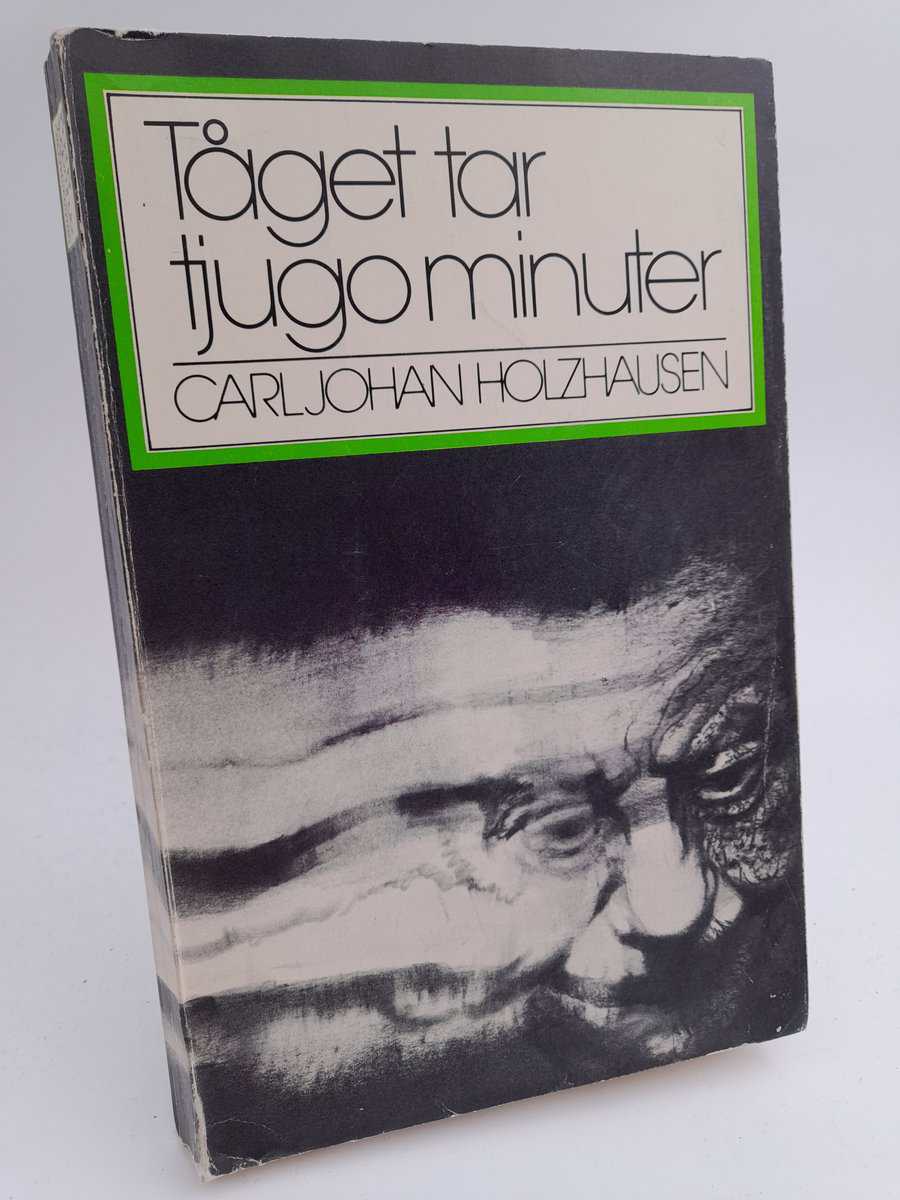 Tåget tar
tjugo minuter
CARL JOHAN HOLZHAUSEN